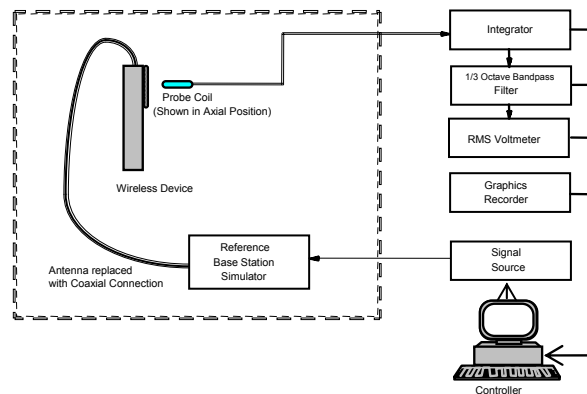 Integrator
1/3 Octave Bandpass
Filter
RMS Voltmeter
Graphics
Recorder
Probe Coil
(Shown in Axial Position)
Wireless Device
Reference
Base Station
Simulator
Antenna replaced
with Coaxial Connection
Signal
Source
Controller